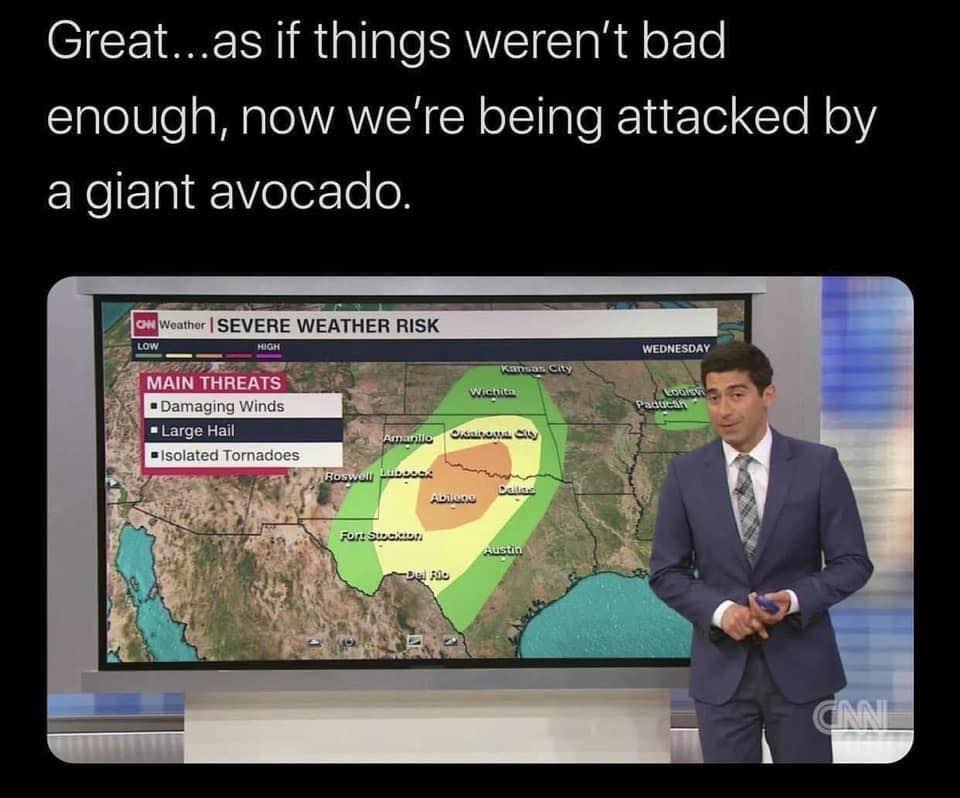 Great...as if things weren’t bad
enough, now we’re being attacked by
a giant avocado.
CNN Weather | SEVERE WEATHER RISK
LOW HIGH
WEDNESDAY
MAIN THREATS
▪ Damaging Winds
▪ Large Hail
▪ Isolated Tornadoes
Kansas City
Wichita
Louisv
Paducah
Amarillo
Oklahoma City
Roswell
Lubbock
Abilene
Dallas
Fort Stockton
Austin
Del Rio
CNN